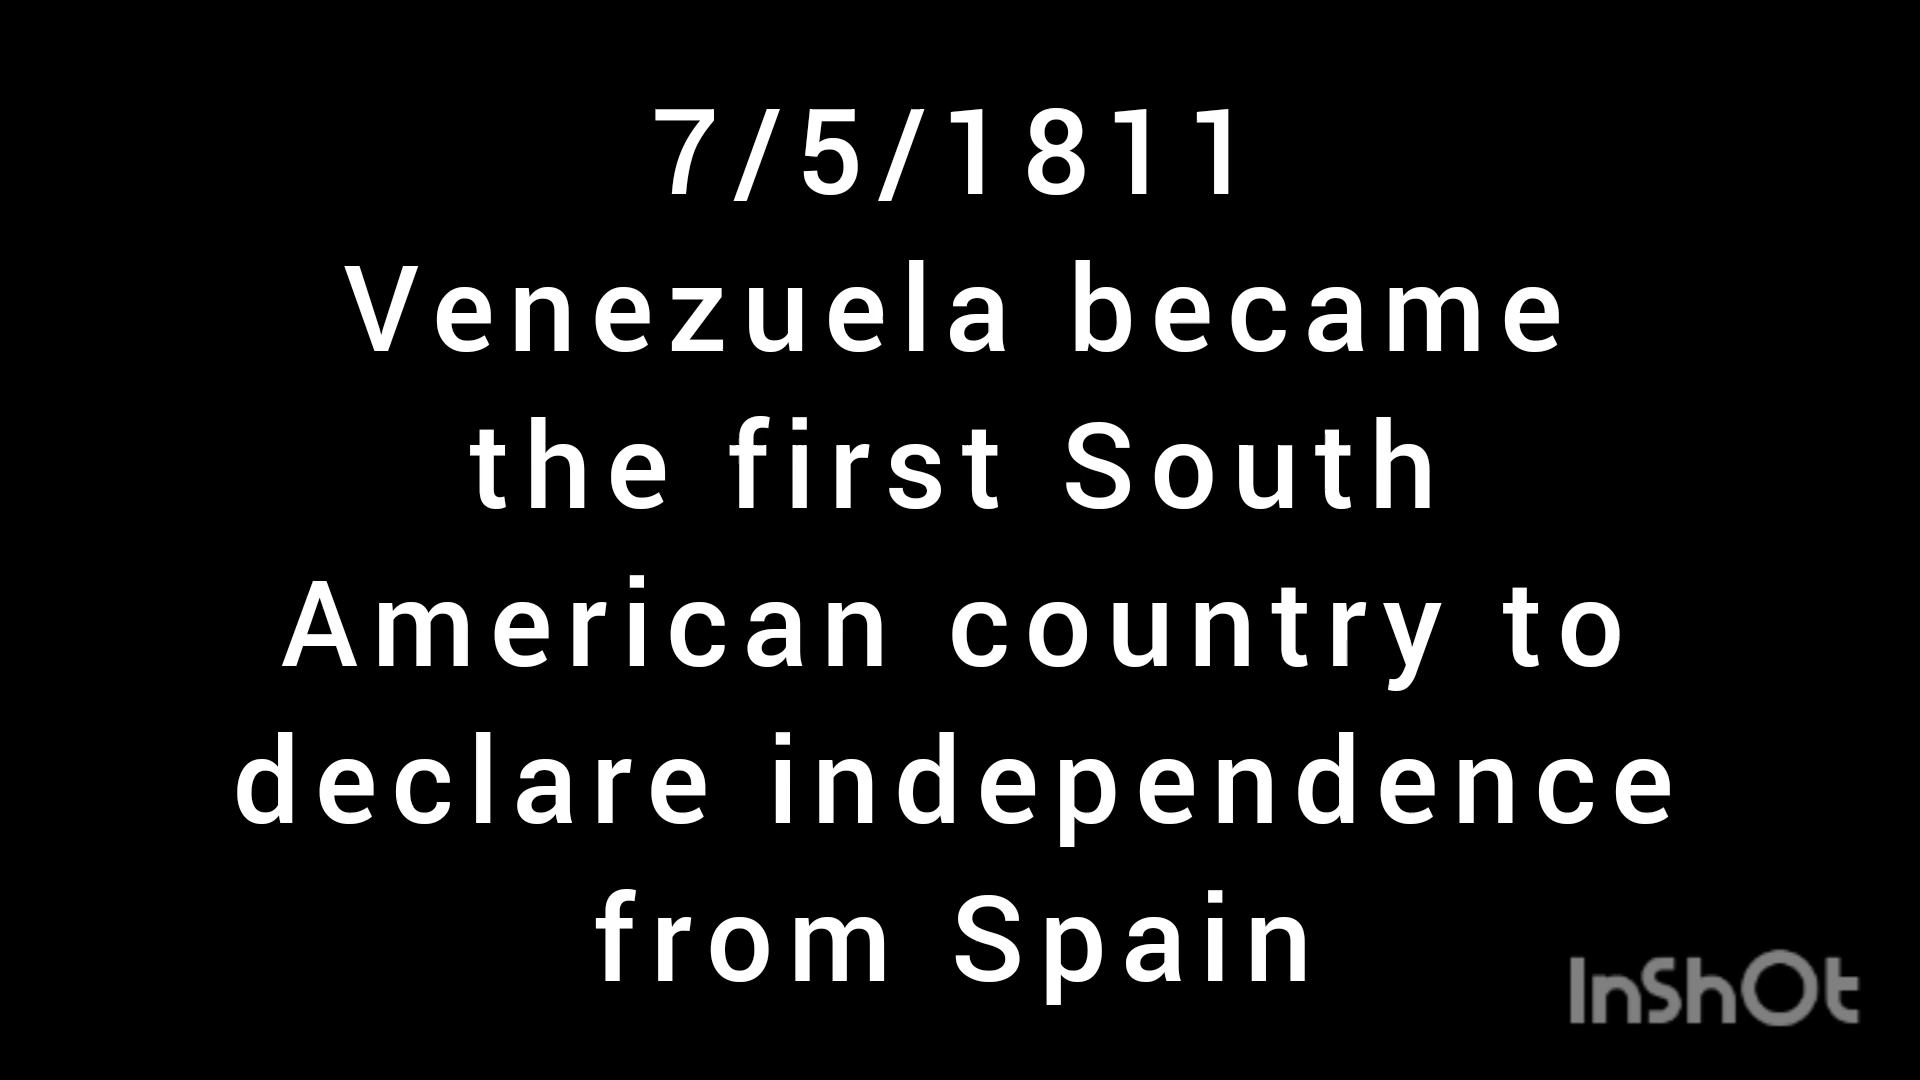 7/5/1811
Venezuela became
the first South
American country to
declare independence
from Spain
InShOt